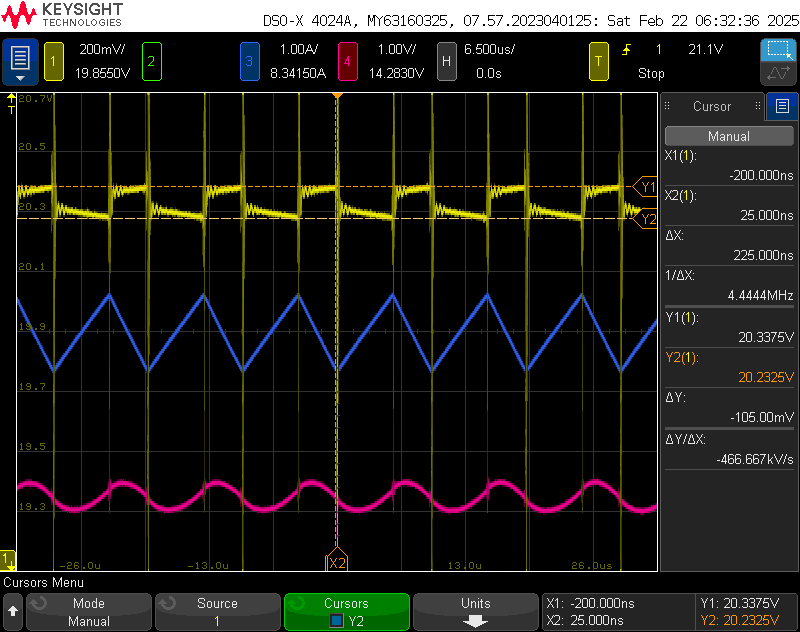 KEYSIGHT
TECHNOLOGIES
DSO-X 4024A, MY63160325, 07.57.2023040125: Sat Feb 22 06:32:36 2025
1 200mV/ 2 3 1.00A/ 4 1.00V/ H 6.500us/ T 1 21.1V
19.8550V 8.34150A 14.2830V 0.0s Stop
T
20.7V
20.5
20.3
20.1
19.9
19.7
19.5
19.3
Y1
Y2
1
-26.0u -13.0u X2 13.0u 26.0us
Cursor
Manual
X1(1):
-200.000ns
X2(1):
25.000ns
ΔX:
225.000ns
1/ΔX:
4.4444MHz
Y1(1):
20.3375V
Y2(1):
20.2325V
ΔY:
-105.00mV
ΔY/ΔX:
-466.667kV/s
Cursors Menu
Mode
Manual
Source
1
Cursors
Y2
Units
X1: -200.000ns
X2: 25.000ns
Y1: 20.3375V
Y2: 20.2325V